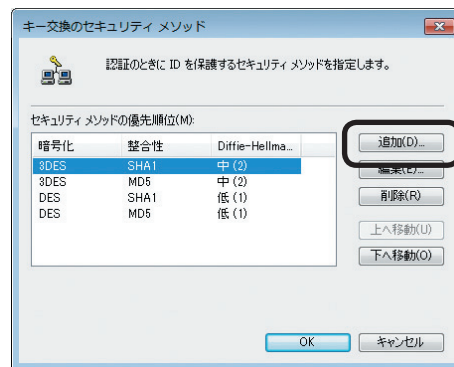 キー交換のセキュリティ メソッド
認証のときに ID を保護するセキュリティ メソッドを指定します。
セキュリティ メソッドの優先順位(M):
暗号化 整合性 Diffie-Hellma...
3DES SHA1 中 (2)
3DES MD5 中 (2)
DES SHA1 低 (1)
DES MD5 低 (1)
追加(D)...
編集(E)...
削除(R)
上へ移動(U)
下へ移動(O)
OK
キャンセル